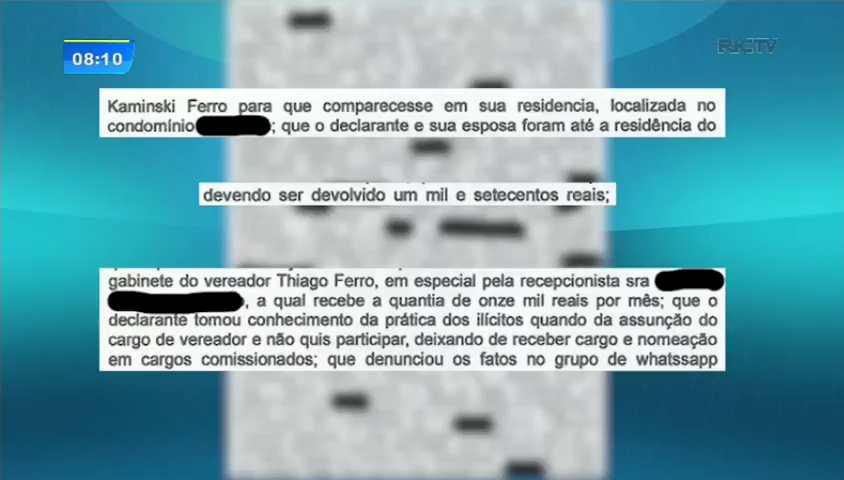 08:10
RICTV
Kaminski Ferro para que comparecesse em sua residencia, localizada no
condomínio ; que o declarante e sua esposa foram até a residência do
devendo ser devolvido um mil e setecentos reais;
gabinete do vereador Thiago Ferro, em especial pela recepcionista sra
, a qual recebe a quantia de onze mil reais por mês; que o
declarante tomou conhecimento da prática dos ilícitos quando da assunção do
cargo de vereador e não quis participar, deixando de receber cargo e nomeação
em cargos comissionados; que denunciou os fatos no grupo de whatssapp